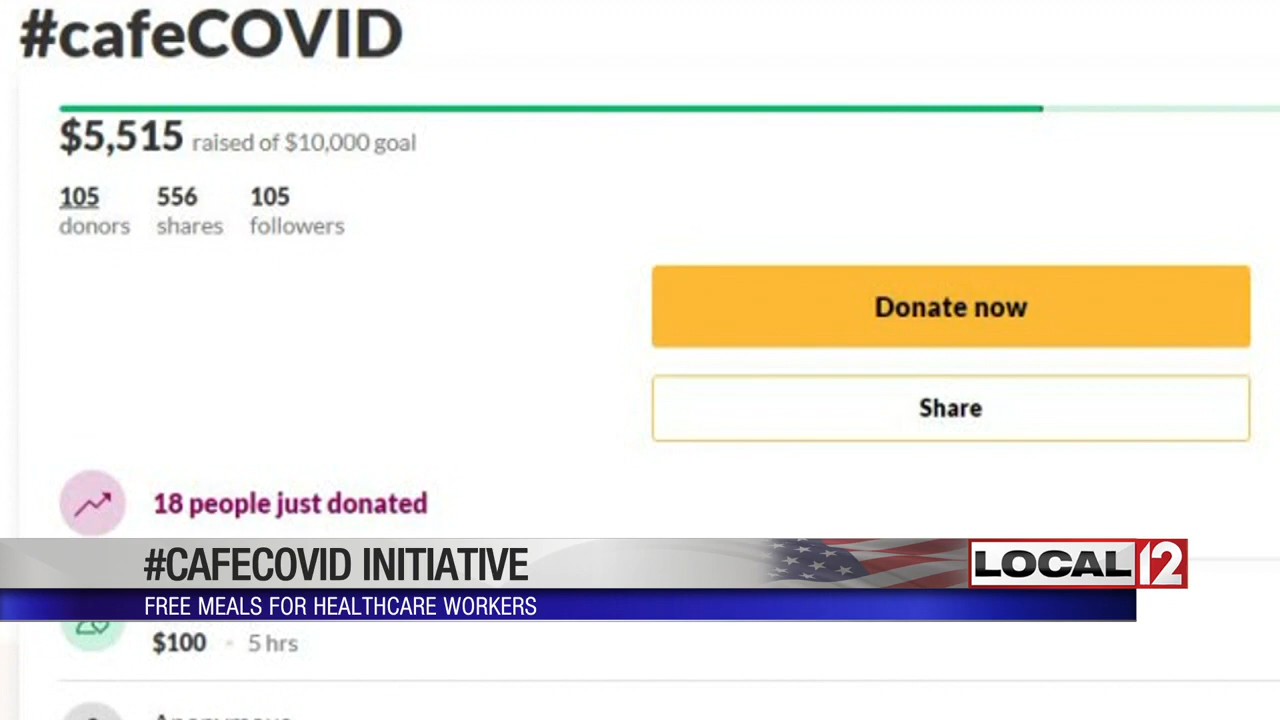 #cafeCOVID
$5,515 raised of $10,000 goal
105 556 105
donors shares followers
Donate now
Share
18 people just donated
#CAFECOVID INITIATIVE
LOCAL 12
FREE MEALS FOR HEALTHCARE WORKERS
$100 • 5 hrs
Anonymous